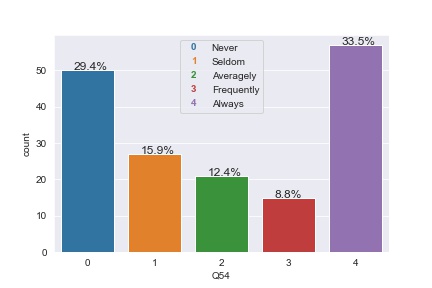 33.5%
29.4%
15.9%
12.4%
8.8%
0 Never
1 Seldom
2 Averagely
3 Frequently
4 Always
50
40
30
20
10
0
count
0 1 2 3 4
Q54